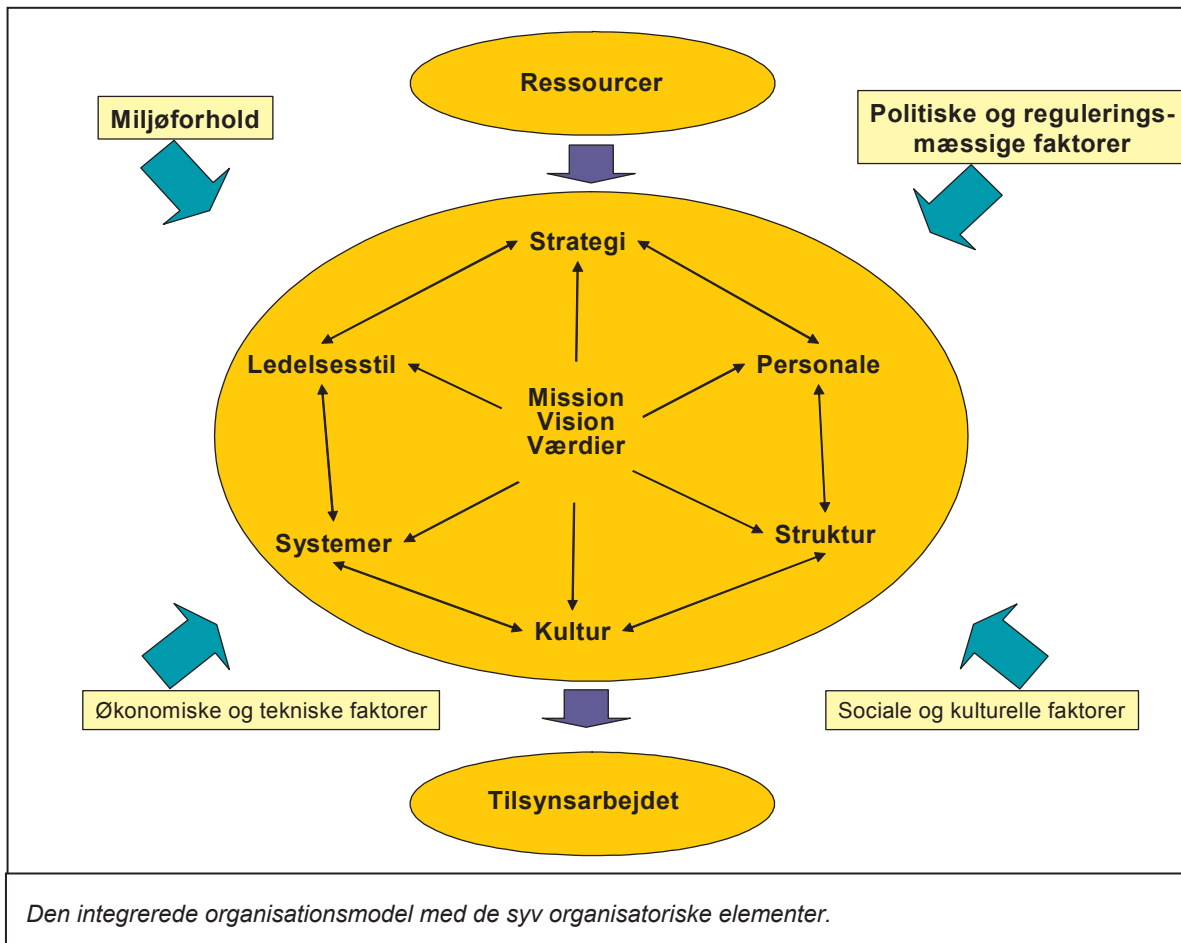 Ressourcer
Miljøforhold
Politiske og regulerings-
mæssige faktorer
Strategi
Ledelsesstil
Personale
Mission
Vision
Værdier
Systemer
Struktur
Kultur
Økonomiske og tekniske faktorer
Sociale og kulturelle faktorer
Tilsynsarbejdet
Den integrerede organisationsmodel med de syv organisatoriske elementer.